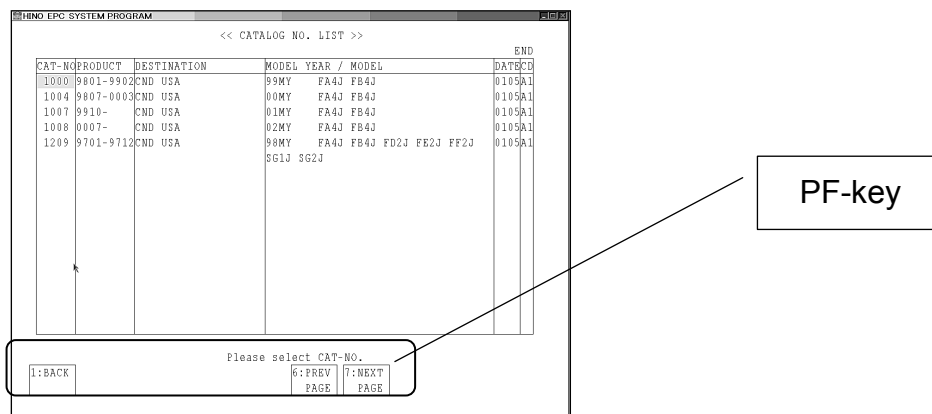 HINO EPC SYSTEM PROGRAM
<< CATALOG NO. LIST >>
END
CAT-NO PRODUCT DESTINATION MODEL YEAR / MODEL DATE CD
1000 9801-9902 CND USA 99MY FA4J FB4J 0105 A1
1004 9807-0003 CND USA 00MY FA4J FB4J 0105 A1
1007 9910- CND USA 01MY FA4J FB4J 0105 A1
1008 0007- CND USA 02MY FA4J FB4J 0105 A1
1209 9701-9712 CND USA 98MY FA4J FB4J FD2J FE2J FF2J 0105 A1
SG1J SG2J
PF-key
Please select CAT-NO.
1:BACK 6:PREV 7:NEXT
PAGE PAGE